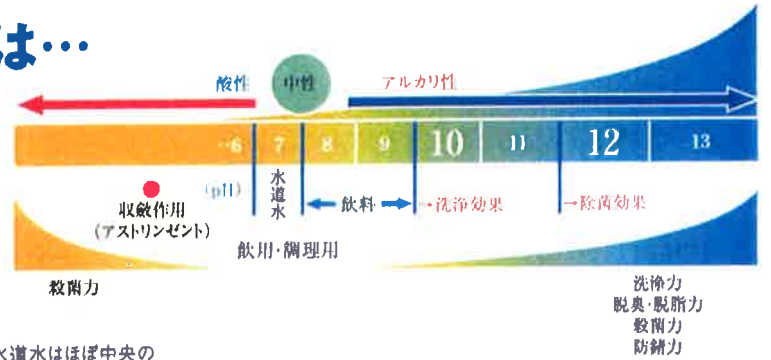 は…
酸性 中性 アルカリ性
…6 7 8 9 10 11 12 13
(pH)
水道水
飲料
→洗浄効果
→除菌効果
収斂作用
(アストリンゼント)
飲用・調理用
殺菌力
洗浄力
脱臭・脱脂力
殺菌力
防錆力
水道水はほぼ中央の